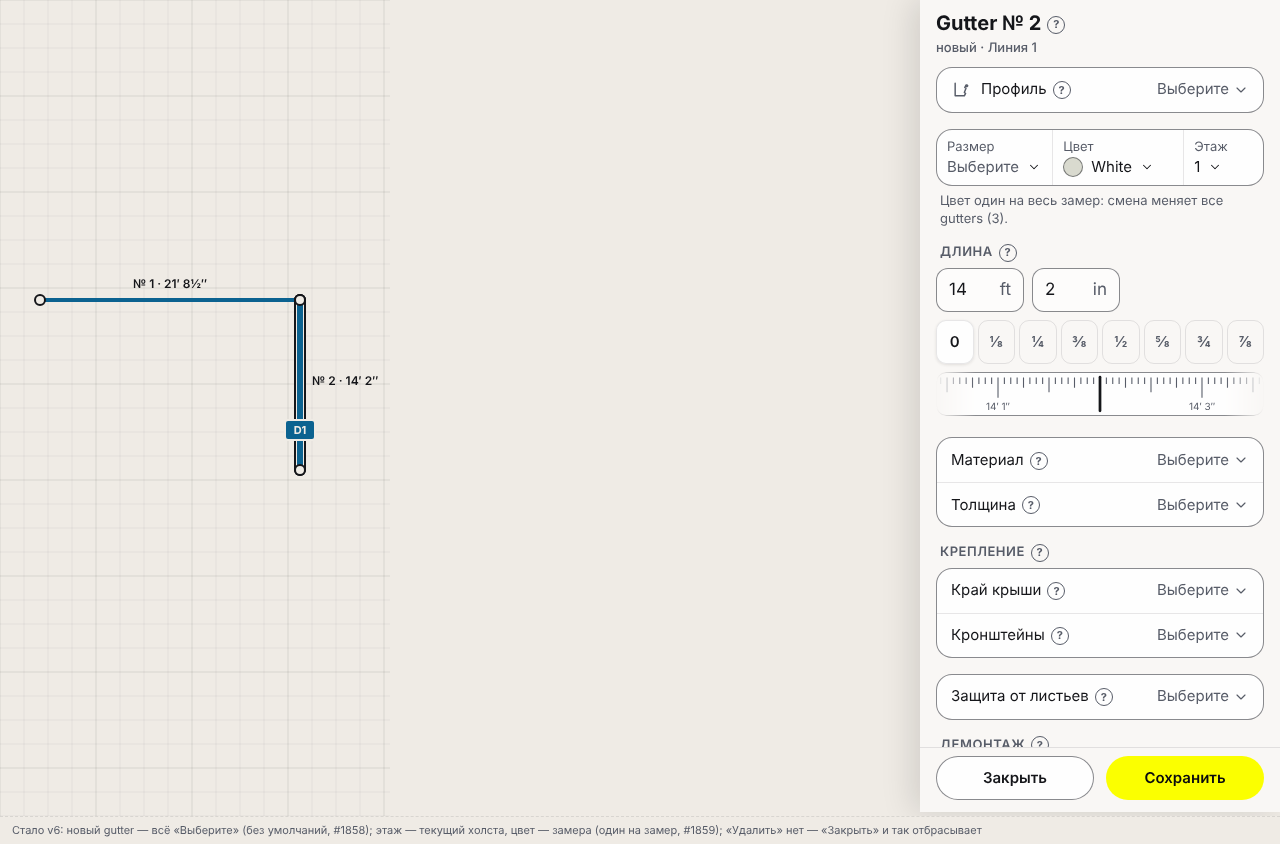 Gutter № 2 ?
новый · Линия 1
Профиль ? Выберите
Размер Цвет Этаж
Выберите White 1
Цвет один на весь замер: смена меняет все
gutters (3).
ДЛИНА ?
14 ft 2 in
0 ⅛ ¼ ⅜ ½ ⅝ ¾ ⅞
14′ 1″ 14′ 3″
Материал ? Выберите
Толщина ? Выберите
КРЕПЛЕНИЕ ?
Край крыши ? Выберите
Кронштейны ? Выберите
Защита от листьев ? Выберите
ДЕМОНТАЖ ?
Закрыть Сохранить
№ 1 · 21′ 8½″
№ 2 · 14′ 2″
D1
Стало v6: новый gutter — всё «Выберите» (без умолчаний, #1858); этаж — текущий холста, цвет — замера (один на замер, #1859); «Удалить» нет — «Закрыть» и так отбрасывает